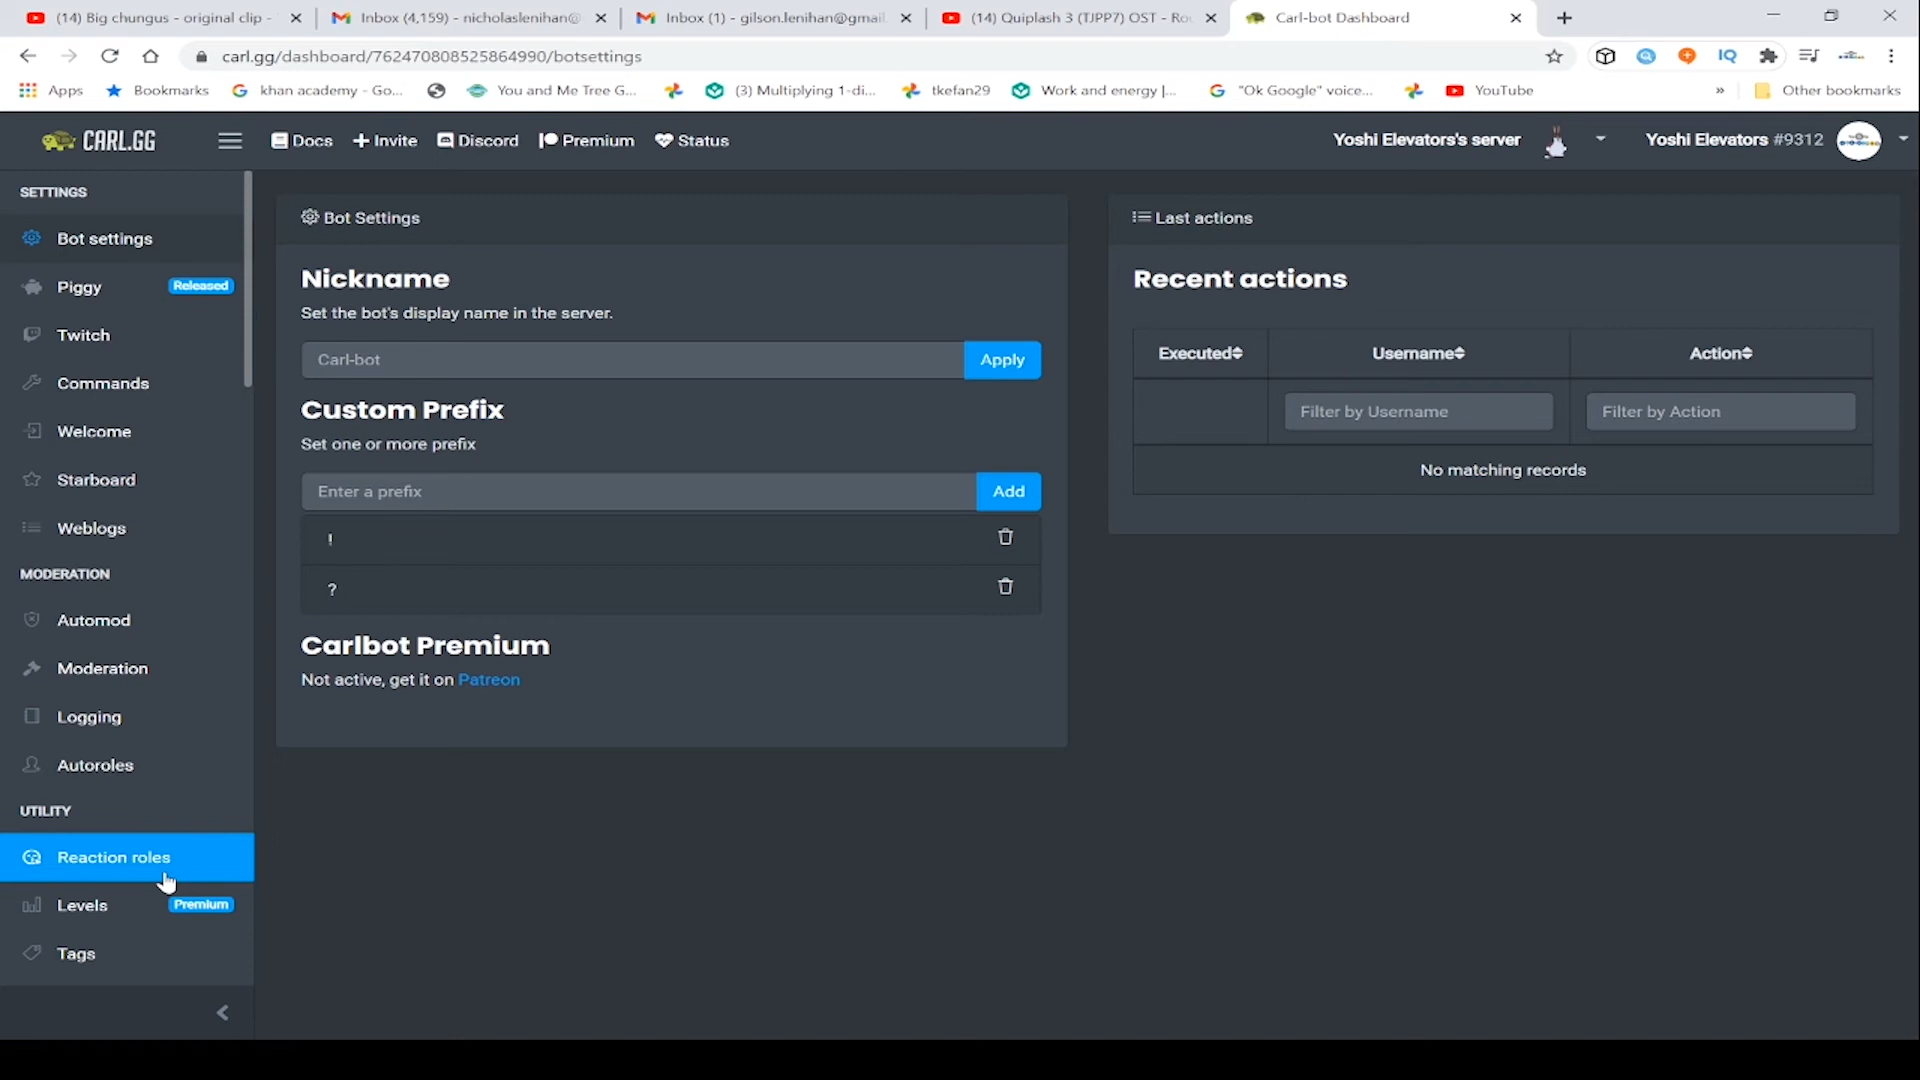 (14) Big chungus - original clip -
Inbox (4,159) - nicholaslenihan@
Inbox (1) - gilson.lenihan@gmail.
(14) Quiplash 3 (TJPP7) OST - Ro
Carl-bot Dashboard
carl.gg/dashboard/762470808525864990/botsettings
IQ
Apps
Bookmarks
khan academy - Go...
You and Me Tree G...
(3) Multiplying 1-di...
tkefan29
Work and energy |...
"Ok Google" voice...
YouTube
»
Other bookmarks
CARL.GG
Docs
Invite
Discord
Premium
Status
Yoshi Elevators's server
Yoshi Elevators #9312
SETTINGS
Bot settings
Piggy
Released
Twitch
Commands
Welcome
Starboard
Weblogs
MODERATION
Automod
Moderation
Logging
Autoroles
UTILITY
Reaction roles
Levels
Premium
Tags
Bot Settings
Nickname
Set the bot's display name in the server.
Carl-bot
Apply
Custom Prefix
Set one or more prefix
Enter a prefix
Add
!
?
Carlbot Premium
Not active, get it on Patreon
Last actions
Recent actions
Executed
Username
Action
Filter by Username
Filter by Action
No matching records